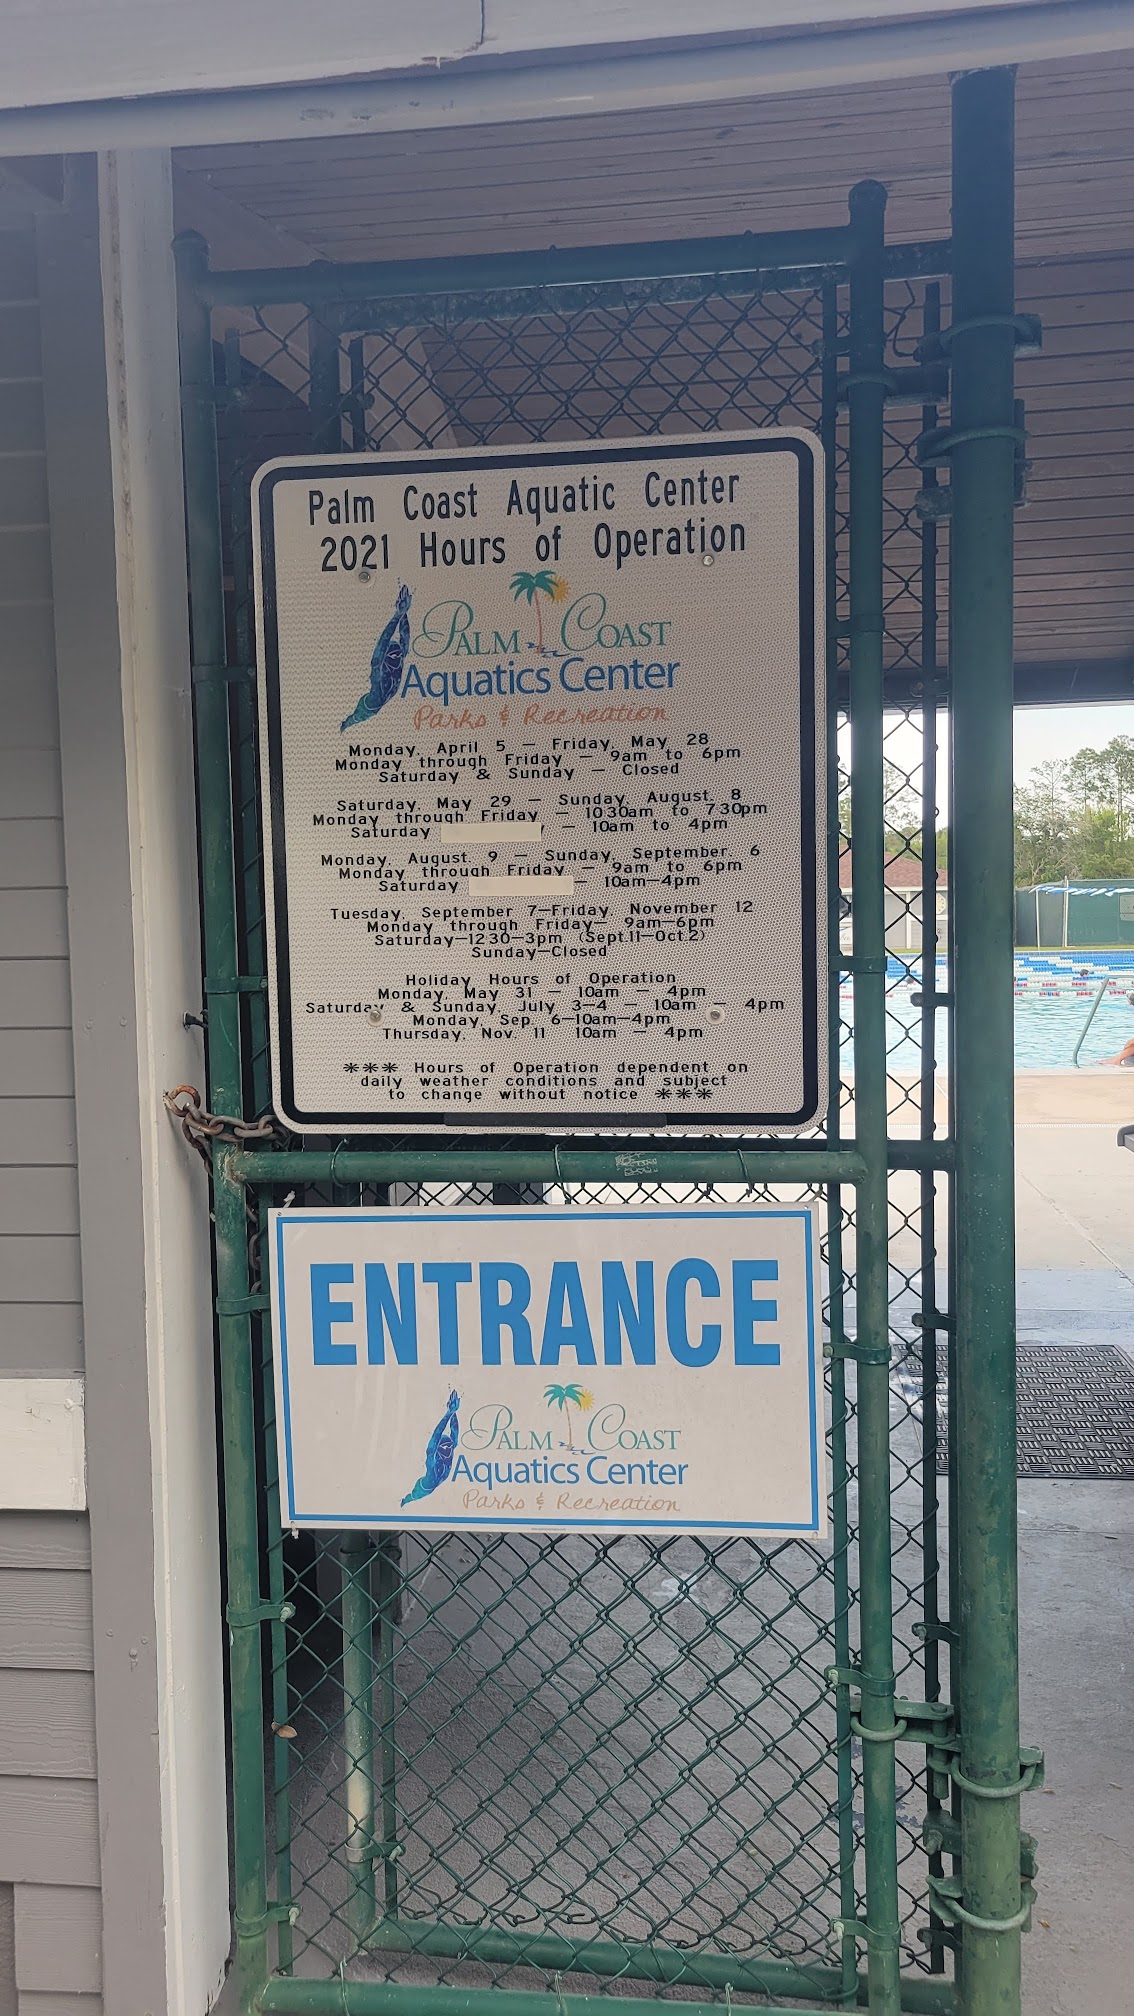 Palm Coast Aquatic Center
2021 Hours of Operation
PALM COAST
Aquatics Center
Parks & Recreation
Monday, April 5 – Friday, May 28
Monday through Friday – 9am to 6pm
Saturday & Sunday – Closed
Saturday, May 29 – Sunday, August 8
Monday through Friday – 10:30am to 7:30pm
Saturday – 10am to 4pm
Monday, August 9 – Sunday, September 6
Monday through Friday – 9am to 6pm
Saturday – 10am–4pm
Tuesday, September 7–Friday, November 12
Monday through Friday– 9am–6pm
Saturday–12:30–3pm (Sept.11–Oct.2)
Sunday–Closed
Holiday Hours of Operation
Monday, May 31 – 10am – 4pm
Saturday & Sunday, July 3–4 – 10am – 4pm
Monday Sep. 6–10am–4pm
Thursday, Nov. 11 10am – 4pm
*** Hours of Operation dependent on
daily weather conditions and subject
to change without notice ***
ENTRANCE
PALM COAST
Aquatics Center
Parks & Recreation